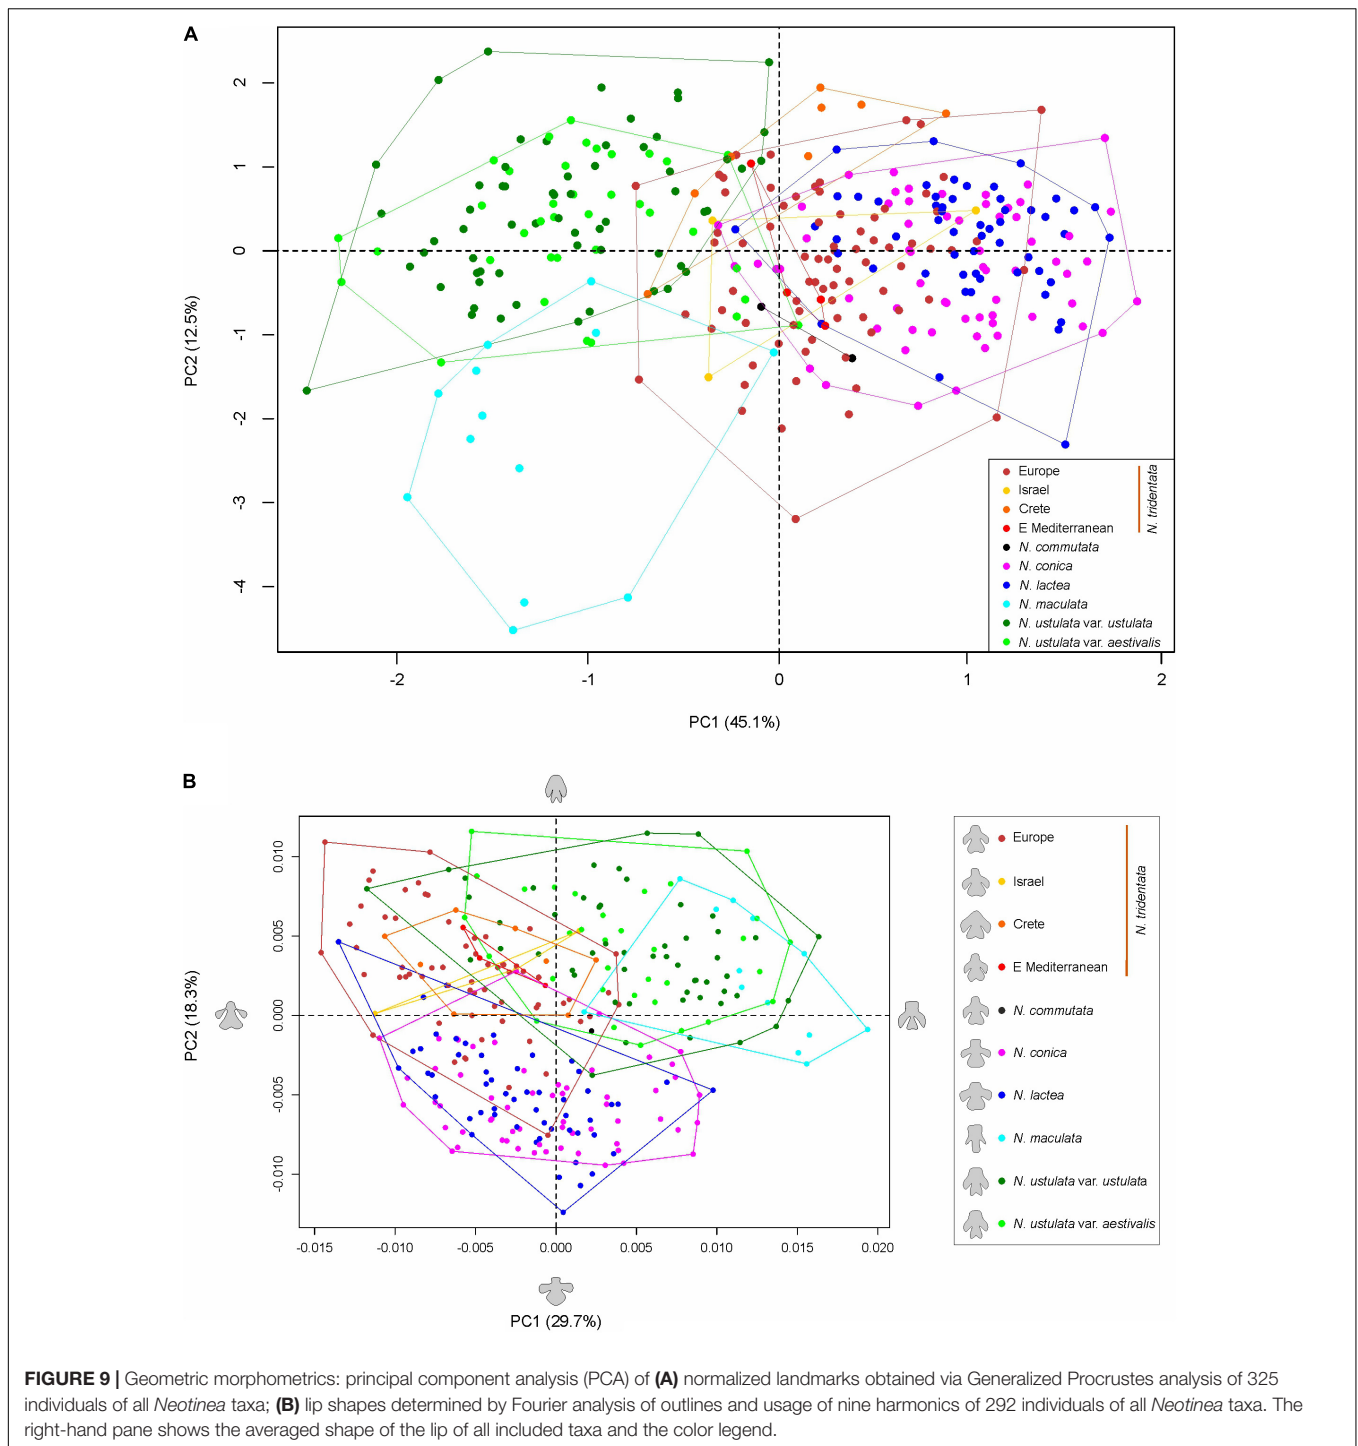 A
2
1
0
-1
-2
-3
-4
PC2 (12.5%)
Europe
Israel
Crete
E Mediterranean
N. tridentata
N. commutata
N. conica
N. lactea
N. maculata
N. ustulata var. ustulata
N. ustulata var. aestivalis
-2 -1 0 1 2
PC1 (45.1%)
B
0.010
0.005
0.000
-0.005
-0.010
PC2 (18.3%)
-0.015 -0.010 -0.005 0.000 0.005 0.010 0.015 0.020
PC1 (29.7%)
Europe
Israel
Crete
E Mediterranean
N. tridentata
N. commutata
N. conica
N. lactea
N. maculata
N. ustulata var. ustulata
N. ustulata var. aestivalis
FIGURE 9 | Geometric morphometrics: principal component analysis (PCA) of (A) normalized landmarks obtained via Generalized Procrustes analysis of 325
individuals of all Neotinea taxa; (B) lip shapes determined by Fourier analysis of outlines and usage of nine harmonics of 292 individuals of all Neotinea taxa. The
right-hand pane shows the averaged shape of the lip of all included taxa and the color legend.